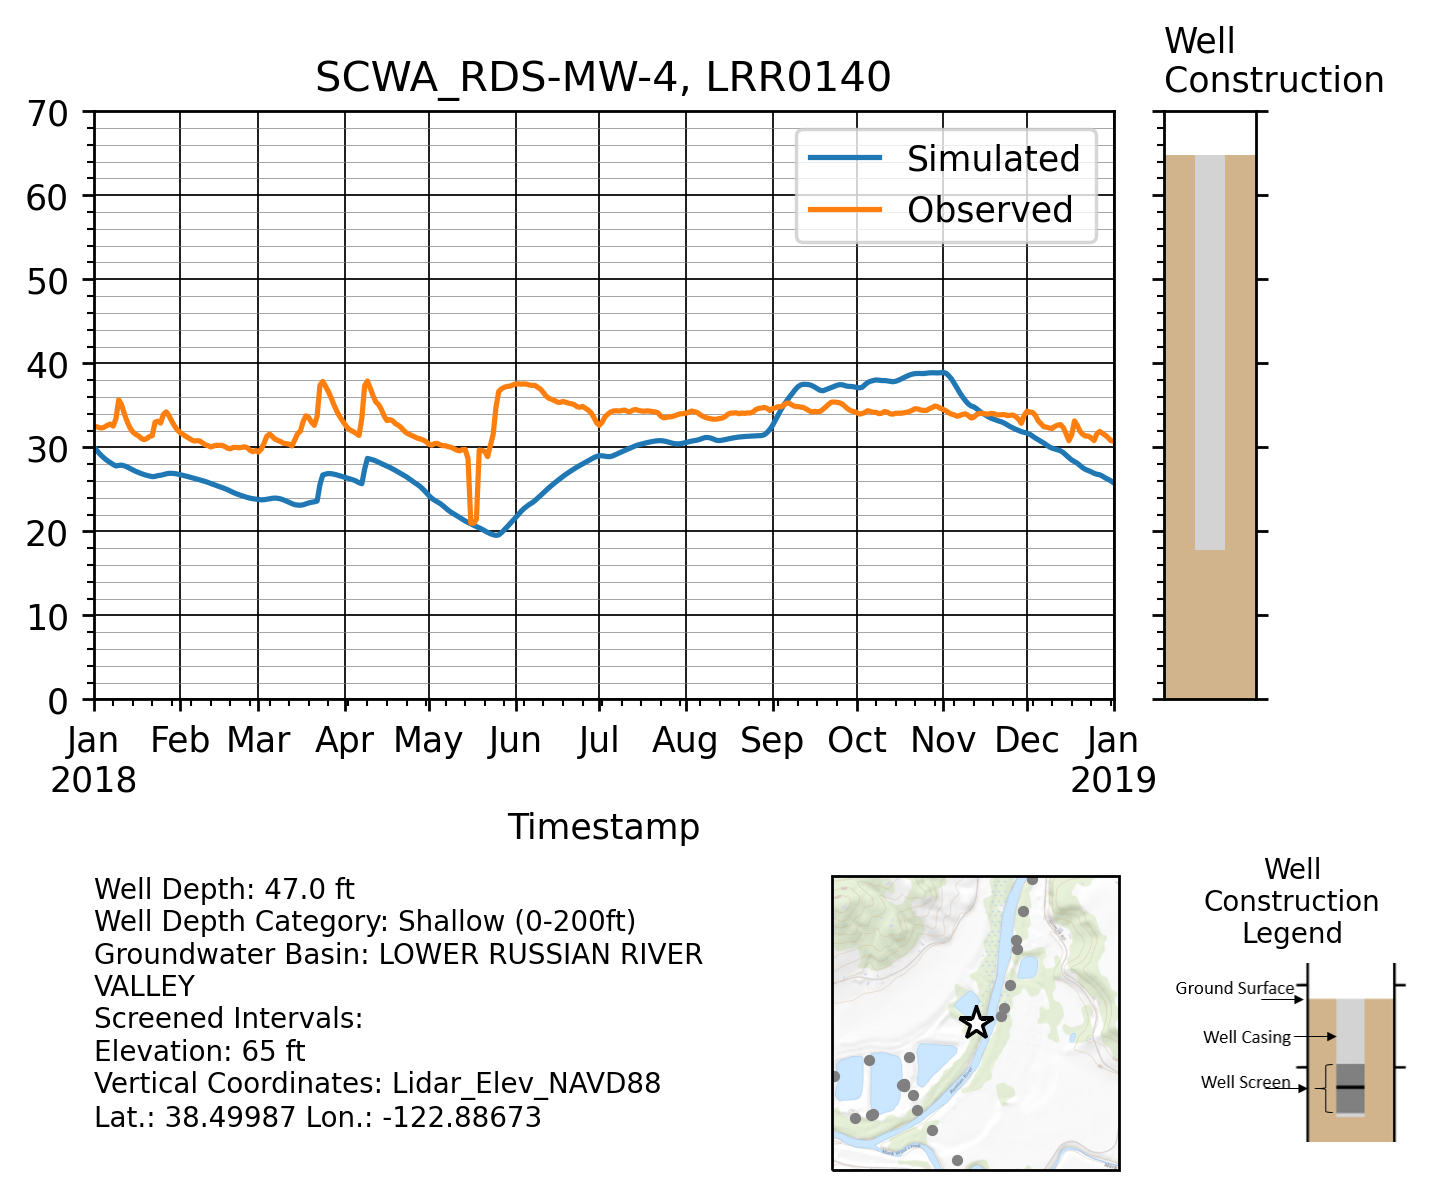 Well
Construction
SCWA_RDS-MW-4, LRR0140
70
60
50
40
30
20
10
0
Simulated
Observed
Jan Feb Mar Apr May Jun Jul Aug Sep Oct Nov Dec Jan
2018 2019
Timestamp
Well Depth: 47.0 ft
Well Depth Category: Shallow (0-200ft)
Groundwater Basin: LOWER RUSSIAN RIVER
VALLEY
Screened Intervals:
Elevation: 65 ft
Vertical Coordinates: Lidar_Elev_NAVD88
Lat.: 38.49987 Lon.: -122.88673
Well
Construction
Legend
Ground Surface
Well Casing
Well Screen